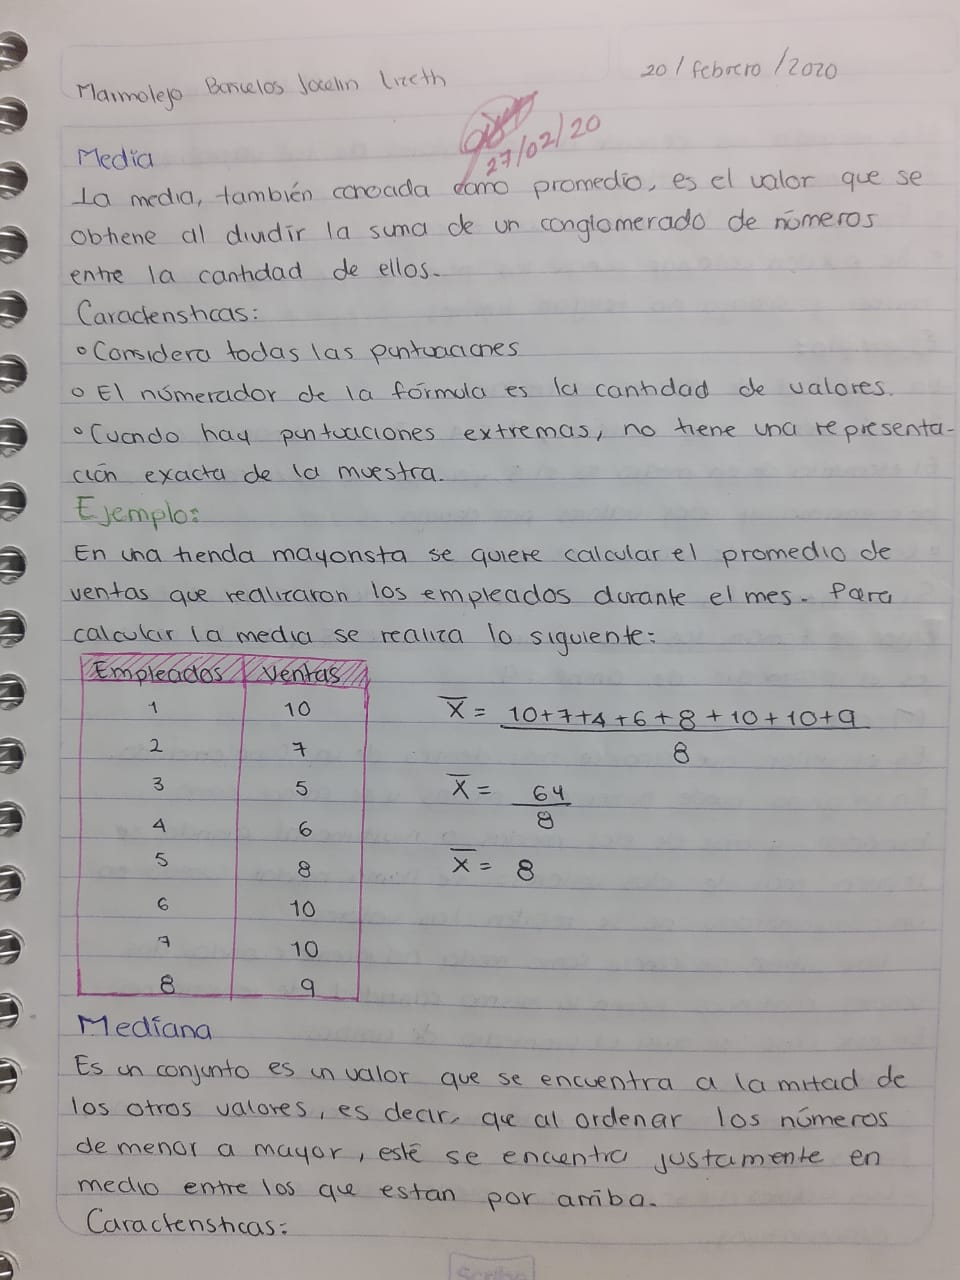 Marmolejo Barcelos Jocelin Lizeth
20/febrero/2020
27/02/20
Media
La media, también conocada como promedio, es el valor que se
obtiene al dividir la suma de un conglomerado de números
entre la cantidad de ellos.
Características:
° Considera todas las puntuaciones
° El númerador de la fórmula es la cantidad de valores.
° Cuando hay puntuaciones extremas, no tiene una representa-
ción exacta de la muestra.
Ejemplo:
En una tienda mayorista se quiere calcular el promedio de
ventas que realizaron los empleados durante el mes. Para
calcular la media se realiza lo siguiente:
Empleados Ventas
1 10
2 7
3 5
4 6
5 8
6 10
7 10
8 9
X̄ = 10+7+4+6+8+10+10+9
8
X̄ = 64
8
X̄ = 8
Mediana
Es un conjunto es un valor que se encuentra a la mitad de
los otros valores, es decir, que al ordenar los números
de menor a mayor, esté se encuentra justamente en
medio entre los que estan por arriba.
Características:
Scribe